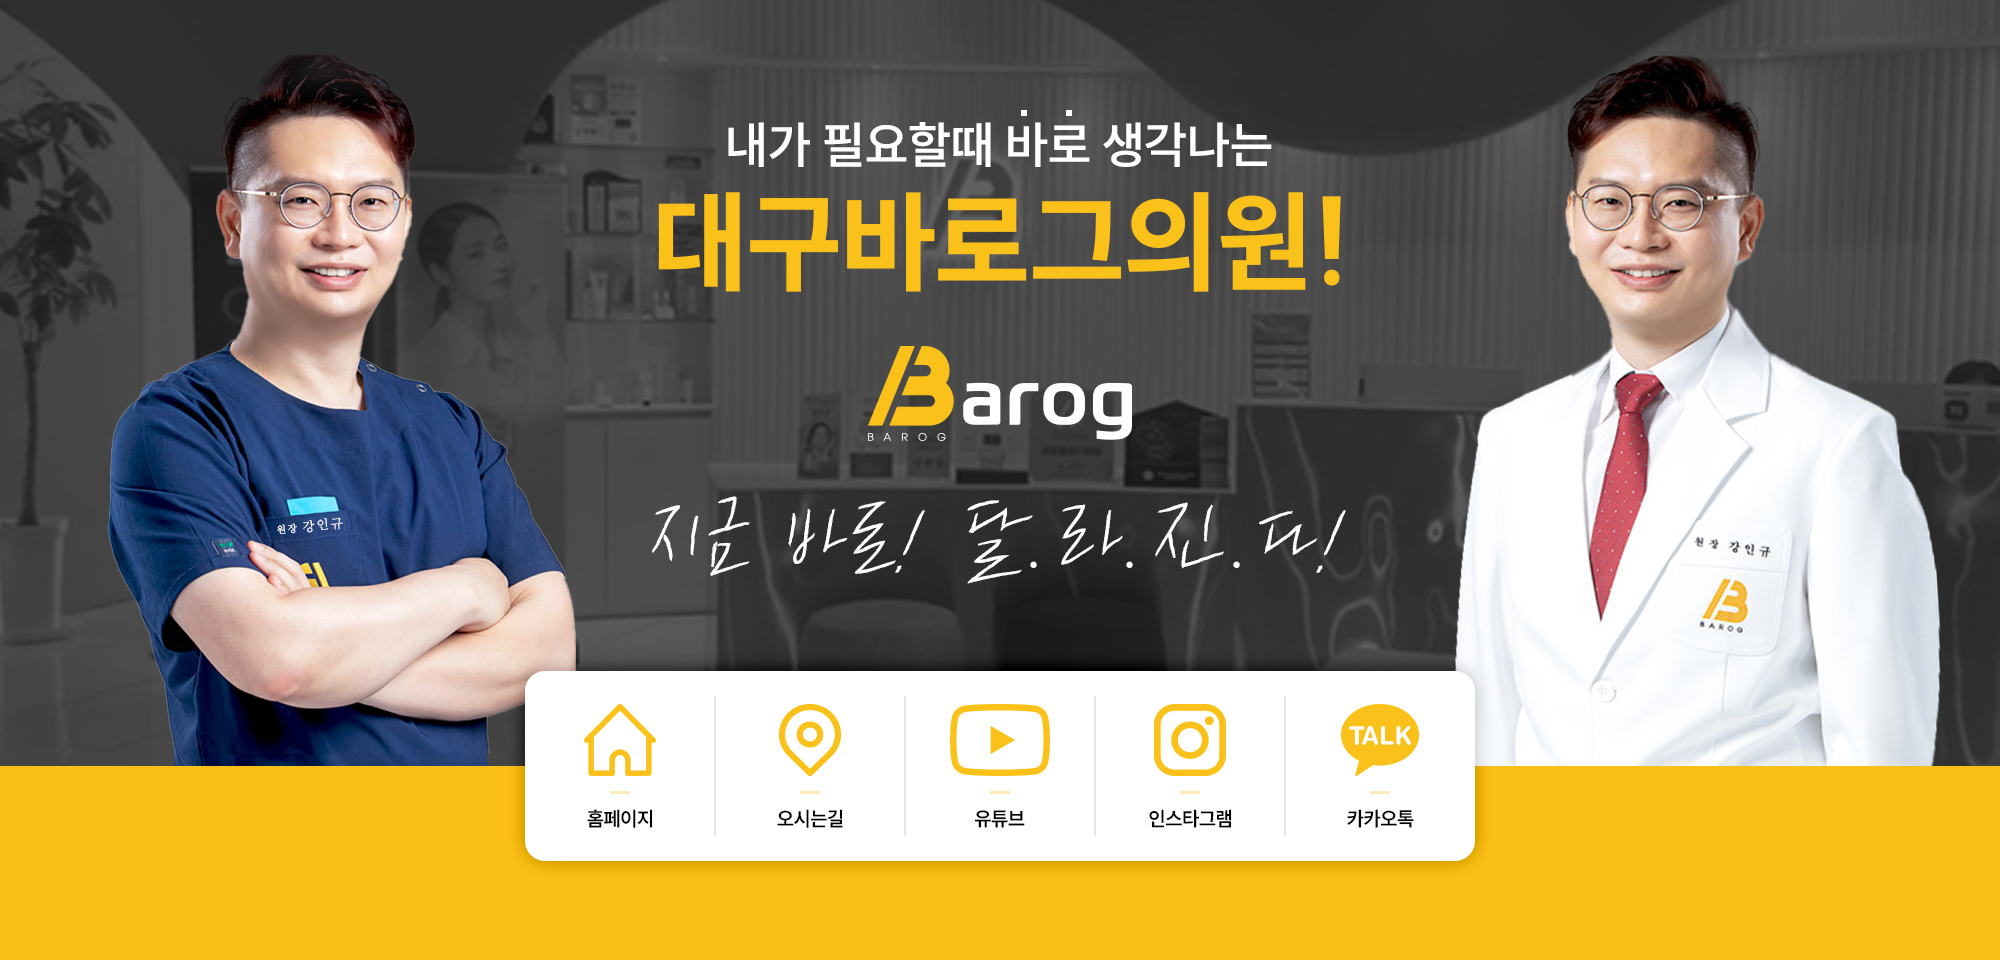 내가 필요할때 바로 생각나는
대구바로그의원!
Barog
BAROG
지금 바로! 달.라.진.다!
원장 강인규
원장 강인규
BAROG
홈페이지
오시는길
유튜브
인스타그램
TALK
카카오톡